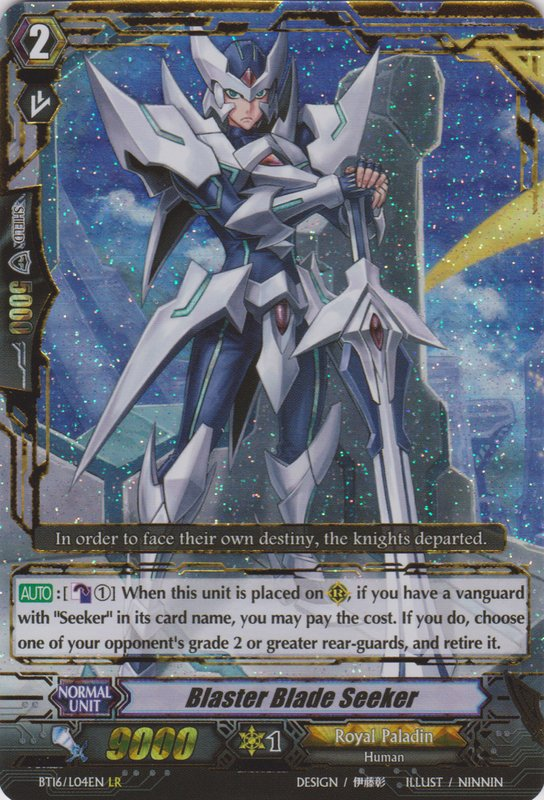 2
SHIELD
5000
In order to face their own destiny, the knights departed.
AUTO :[ ①] When this unit is placed on R, if you have a vanguard
with "Seeker" in its card name, you may pay the cost. If you do, choose
one of your opponent's grade 2 or greater rear-guards, and retire it.
NORMAL
UNIT
Blaster Blade Seeker
9000
1
Royal Paladin
Human
BT16/L04EN LR
DESIGN / 伊藤彰
ILLUST / NINNIN